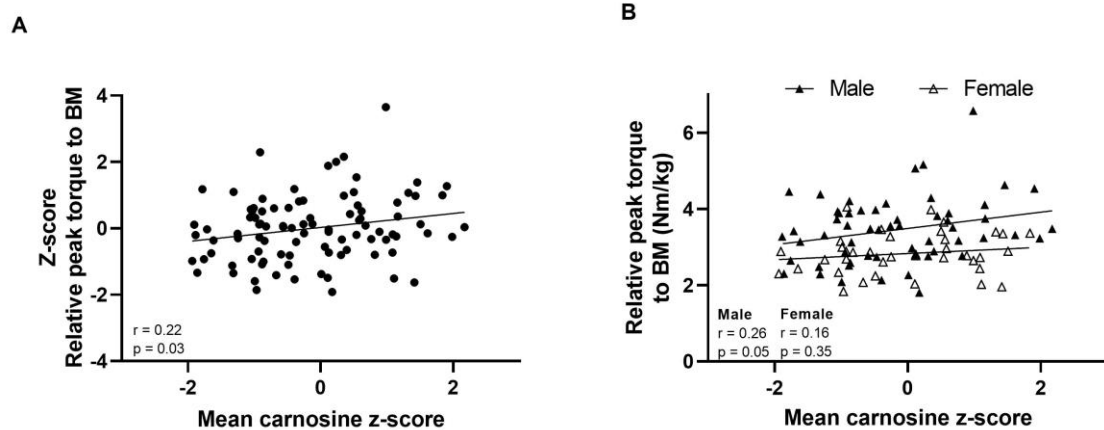 A
Z-score
Relative peak torque to BM
4
2
0
-2
-4
r = 0.22
p = 0.03
-2
0
2
Mean carnosine z-score
B
Male
Female
Relative peak torque
to BM (Nm/kg)
6
4
2
0
Male Female
r = 0.26 r = 0.16
p = 0.05 p = 0.35
-2
0
2
Mean carnosine z-score